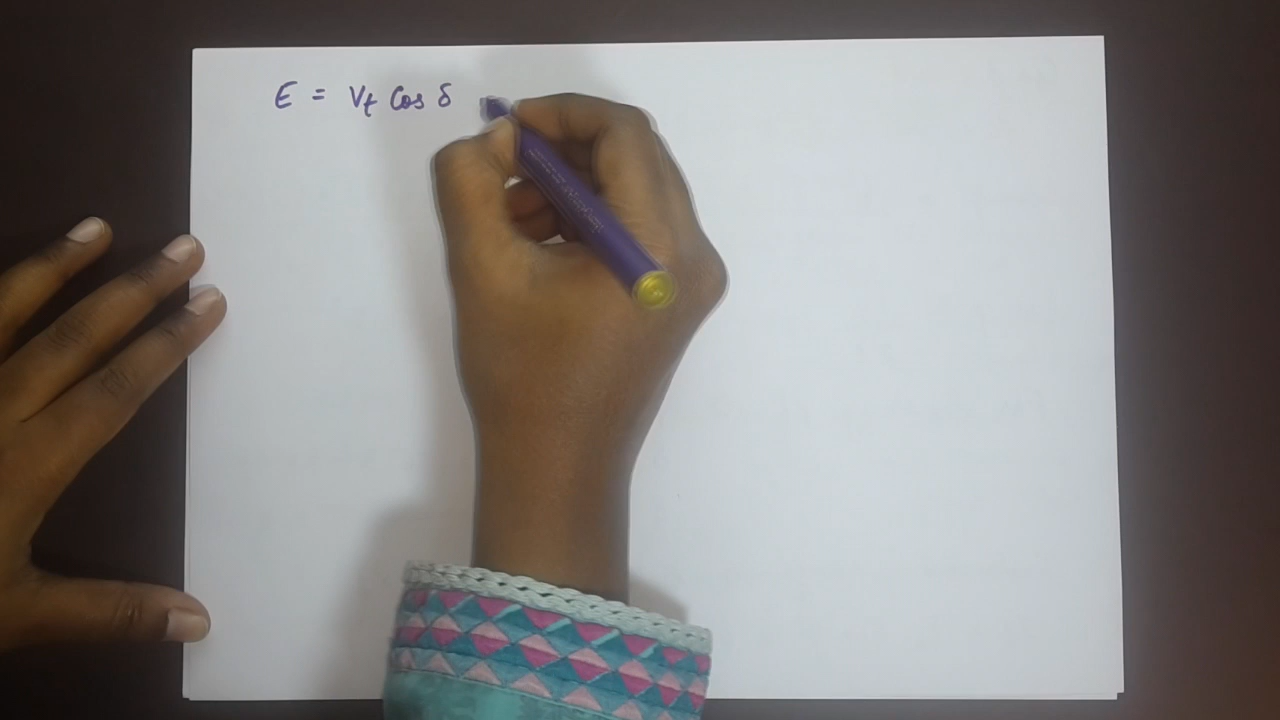 E = Vt Cos δ